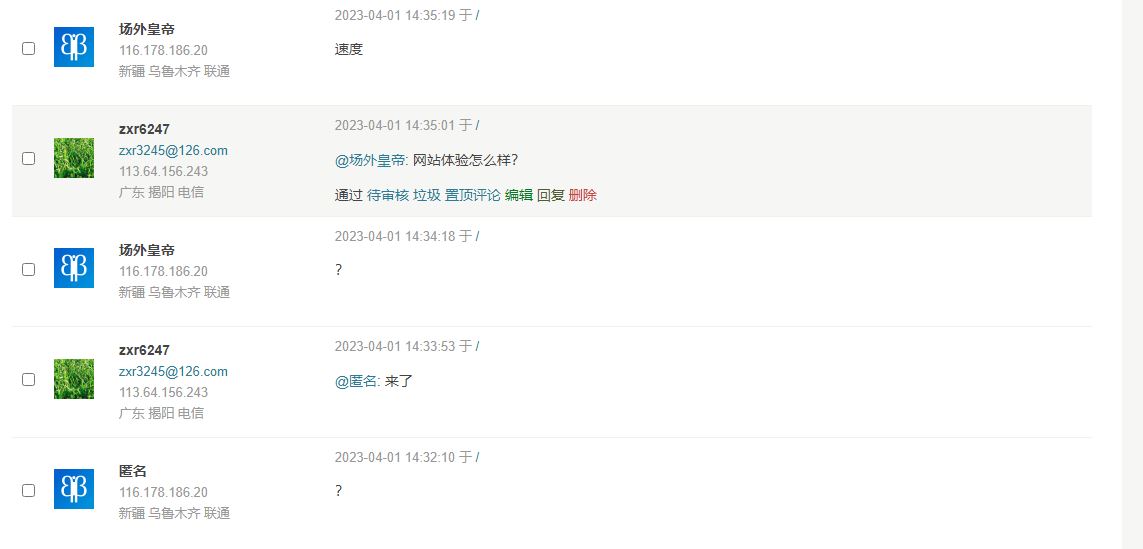 2023-04-01 14:35:19 于 /
场外皇帝
116.178.186.20
新疆 乌鲁木齐 联通
速度
2023-04-01 14:35:01 于 /
zxr6247
zxr3245@126.com
113.64.156.243
广东 揭阳 电信
@场外皇帝: 网站体验怎么样?
通过 待审核 垃圾 置顶评论 编辑 回复 删除
2023-04-01 14:34:18 于 /
场外皇帝
116.178.186.20
新疆 乌鲁木齐 联通
?
2023-04-01 14:33:53 于 /
zxr6247
zxr3245@126.com
113.64.156.243
广东 揭阳 电信
@匿名: 来了
2023-04-01 14:32:10 于 /
匿名
116.178.186.20
新疆 乌鲁木齐 联通
?